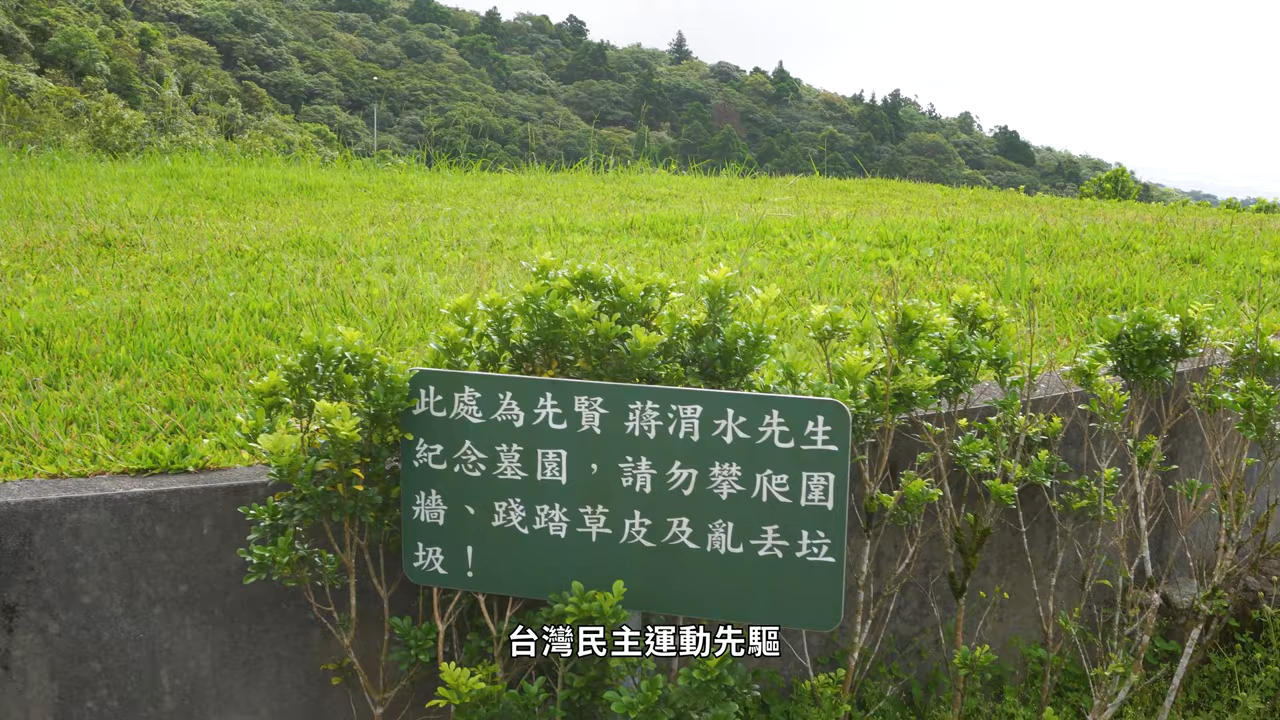 此處為先賢 蔣渭水先生
紀念墓園，請勿攀爬圍
牆、踐踏草皮及亂丟垃
圾！
台灣民主運動先驅